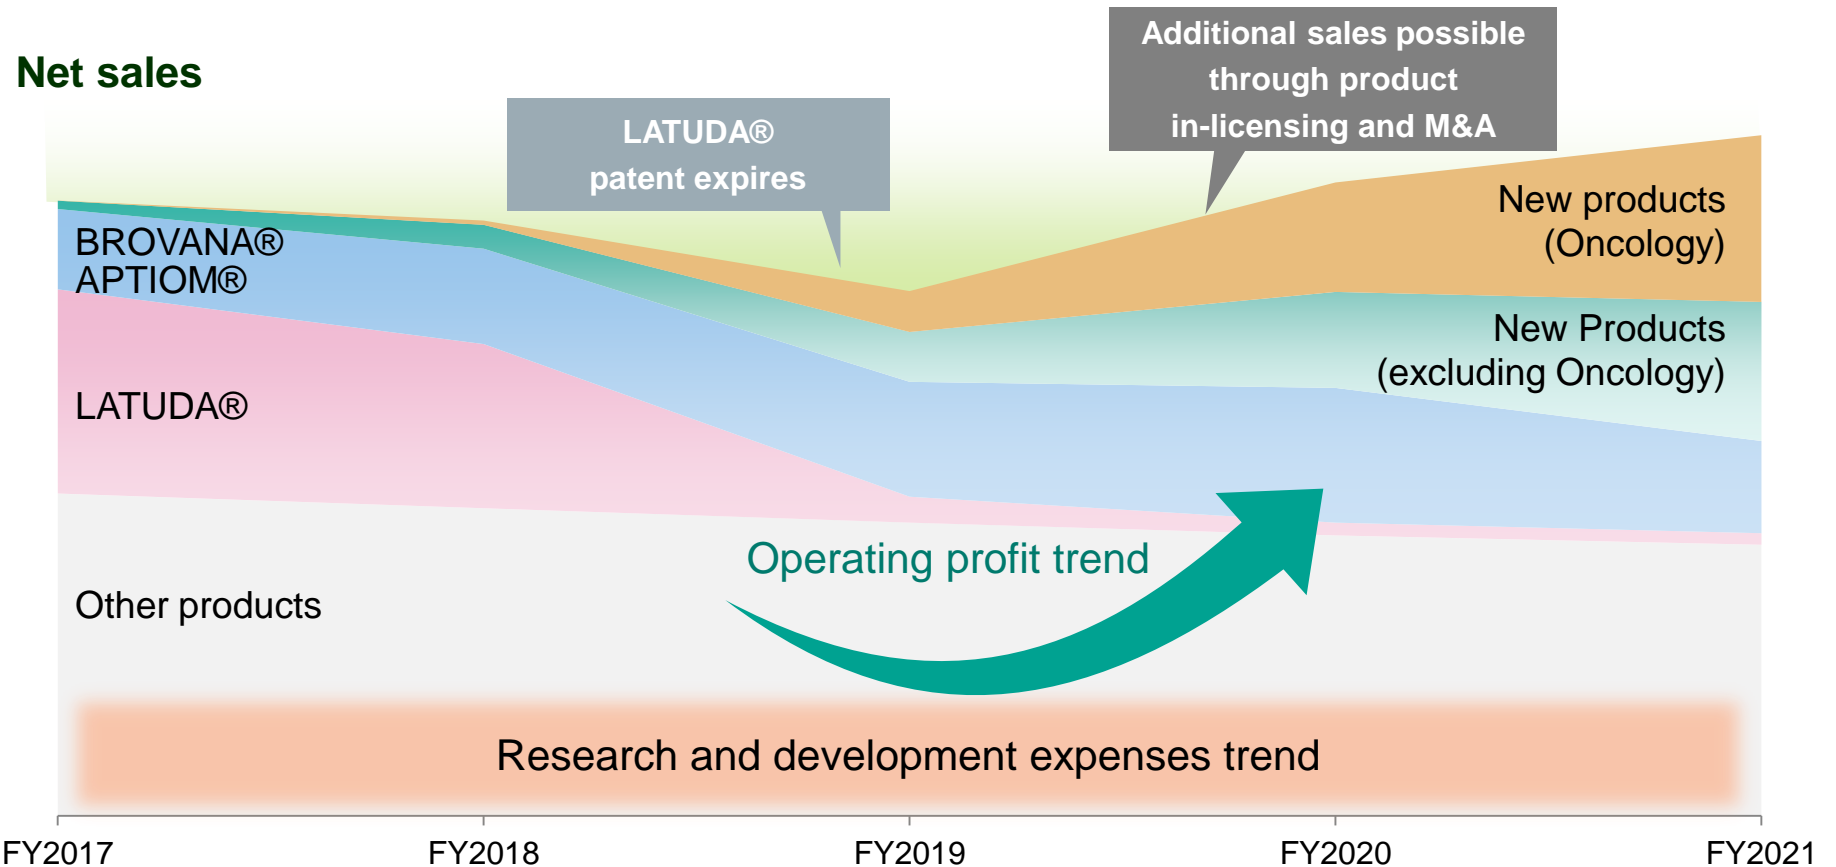 Net sales
Additional sales possible
through product
in-licensing and M&A
LATUDA®
patent expires
New products
(Oncology)
BROVANA®
APTIOM®
New Products
(excluding Oncology)
LATUDA®
Operating profit trend
Other products
Research and development expenses trend
FY2017
FY2018
FY2019
FY2020
FY2021